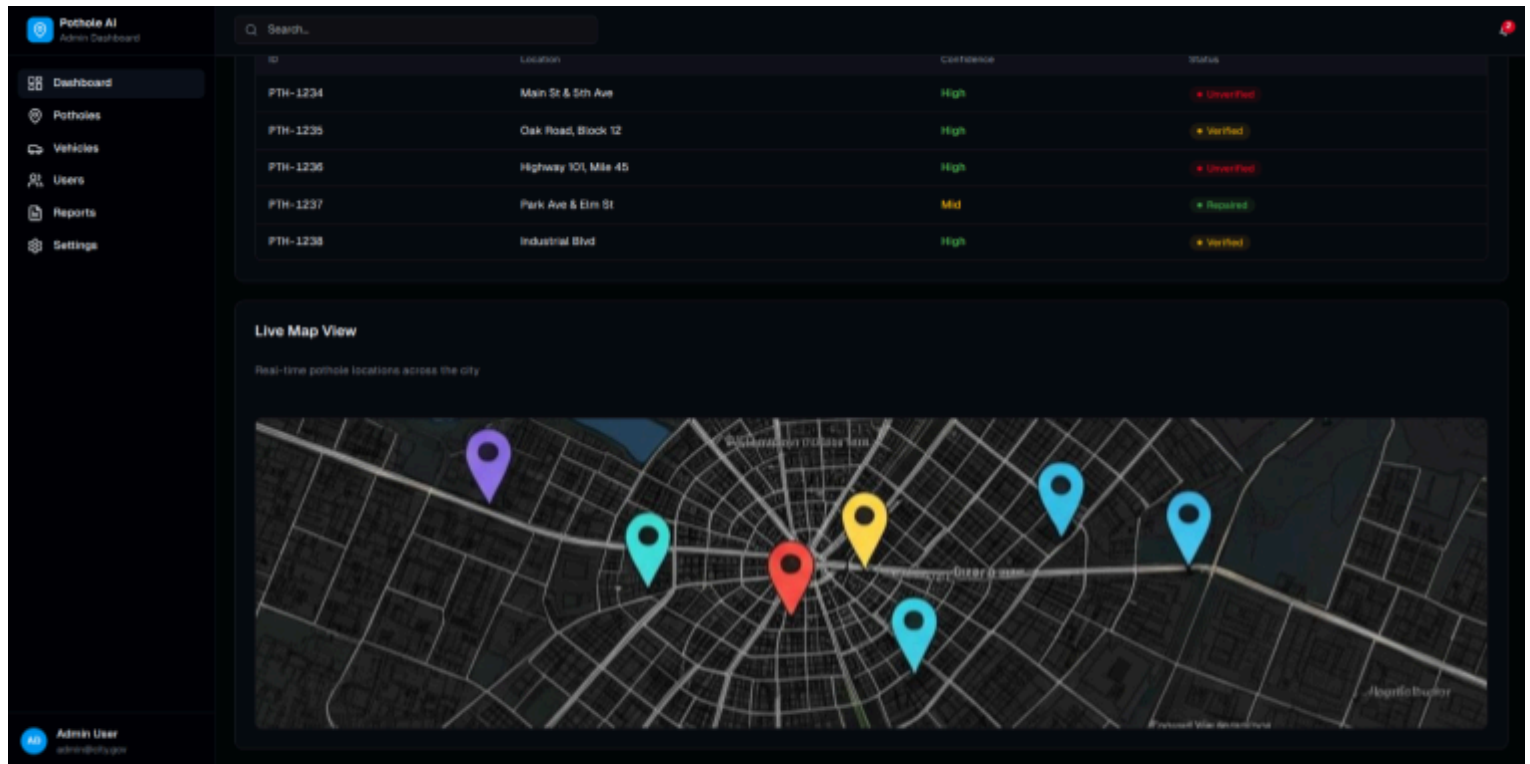 Pothole AI
Admin Dashboard
Search...
2
Dashboard
Potholes
Vehicles
Users
Reports
Settings
ID Location Confidence Status
PTH-1234 Main St & 5th Ave High Unverified
PTH-1235 Oak Road, Block 12 High Verified
PTH-1236 Highway 101, Mile 45 High Unverified
PTH-1237 Park Ave & Elm St Mid Repaired
PTH-1238 Industrial Blvd High Verified
Live Map View
Real-time pothole locations across the city
AD
Admin User
admin@city.gov